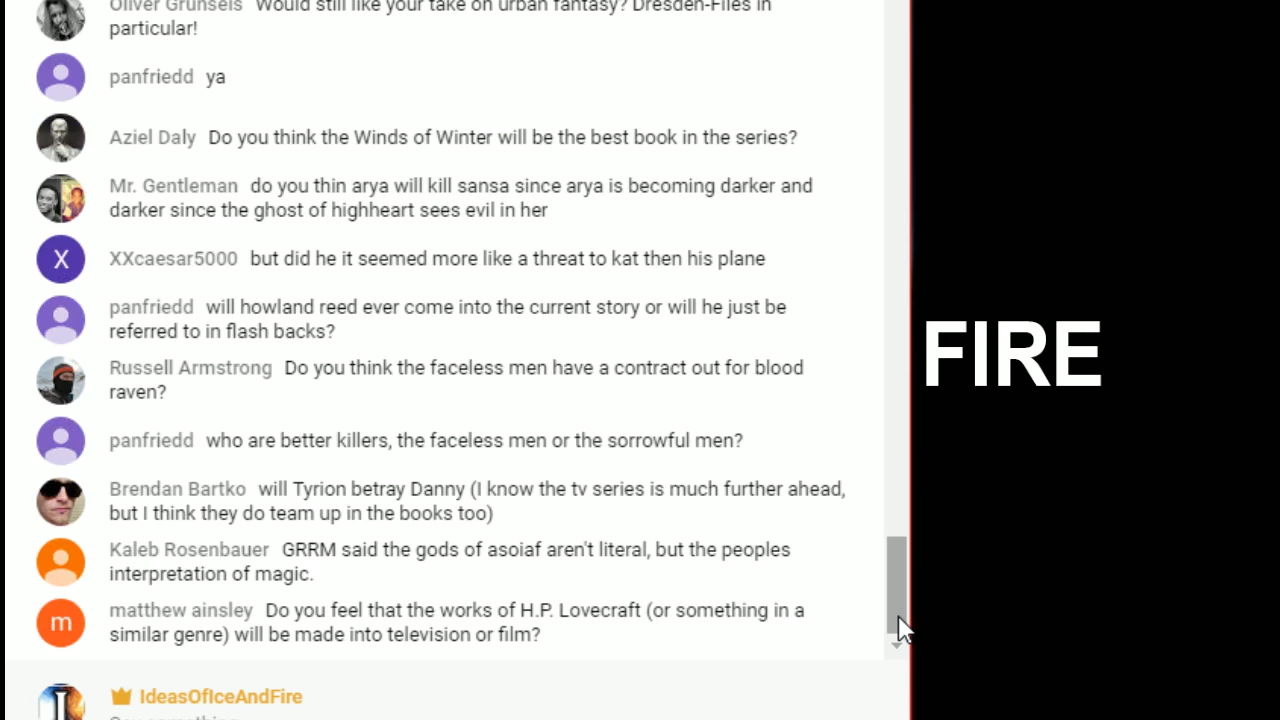 Oliver Grunsels Would still like your take on urban fantasy? Dresden-Files in
particular!
panfriedd ya
Aziel Daly Do you think the Winds of Winter will be the best book in the series?
Mr. Gentleman do you thin arya will kill sansa since arya is becoming darker and
darker since the ghost of highheart sees evil in her
X XXcaesar5000 but did he it seemed more like a threat to kat then his plane
panfriedd will howland reed ever come into the current story or will he just be
referred to in flash backs?
FIRE
Russell Armstrong Do you think the faceless men have a contract out for blood
raven?
panfriedd who are better killers, the faceless men or the sorrowful men?
Brendan Bartko will Tyrion betray Danny (I know the tv series is much further ahead,
but I think they do team up in the books too)
Kaleb Rosenbauer GRRM said the gods of asoiaf aren't literal, but the peoples
interpretation of magic.
m matthew ainsley Do you feel that the works of H.P. Lovecraft (or something in a
similar genre) will be made into television or film?
I IdeasOfIceAndFire
Say something